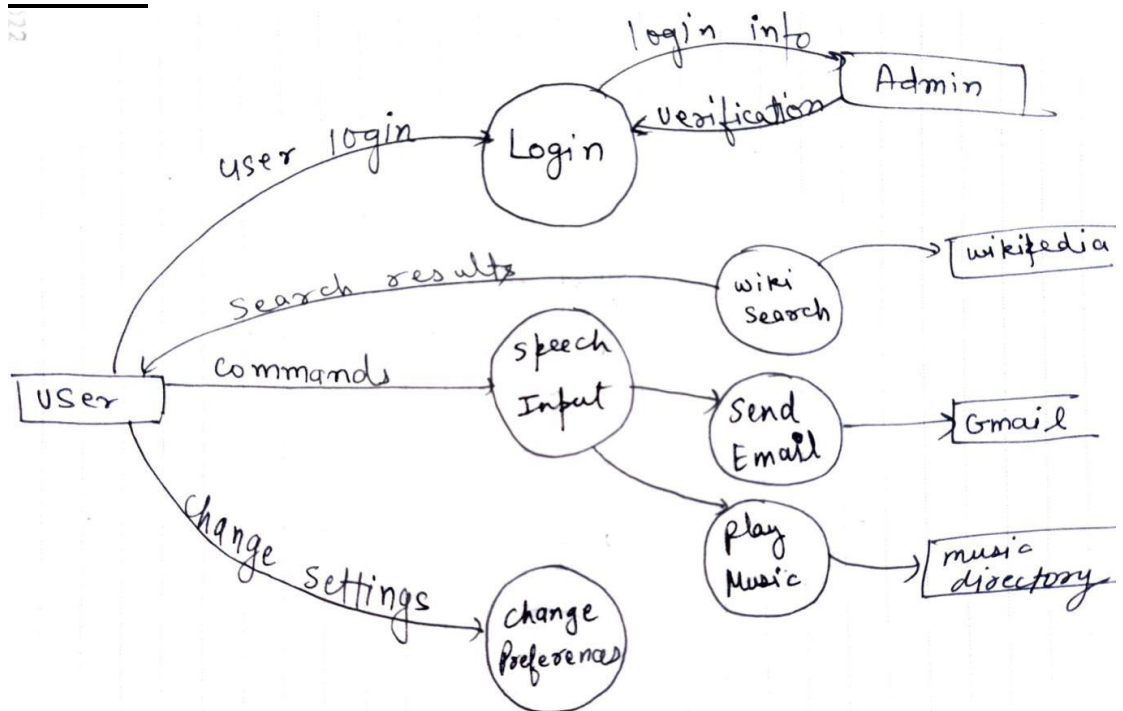 022
login info
Admin
verification
user login
Login
wikipedia
Search results
wiki
Search
Speech
Input
commands
User
Send
Email
Gmail
Change
Settings
play
Music
music
directory
change
Preferences